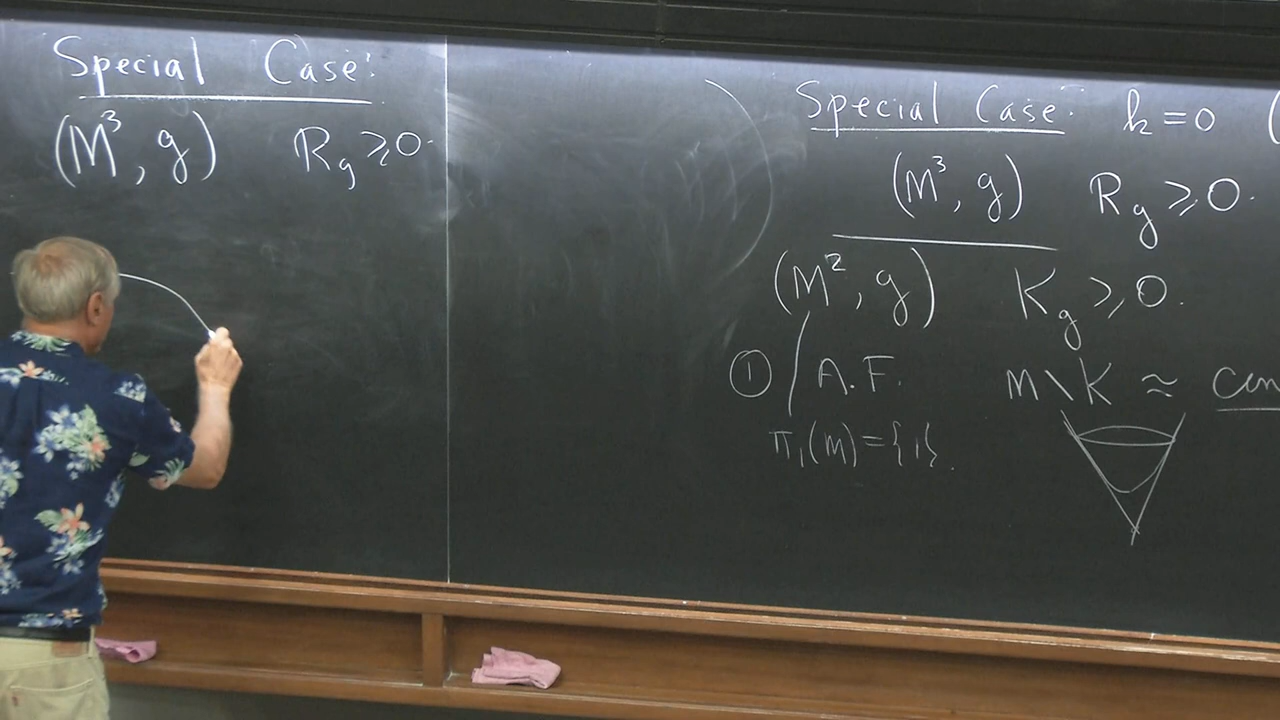 Special Case:
(M³, g) R_g ≥ 0.
Special Case: k = 0 (
(M³, g) R_g ≥ 0.
(M², g) K_g ≥ 0.
① A.F. M \ K ≈
π₁(M) = {1}.